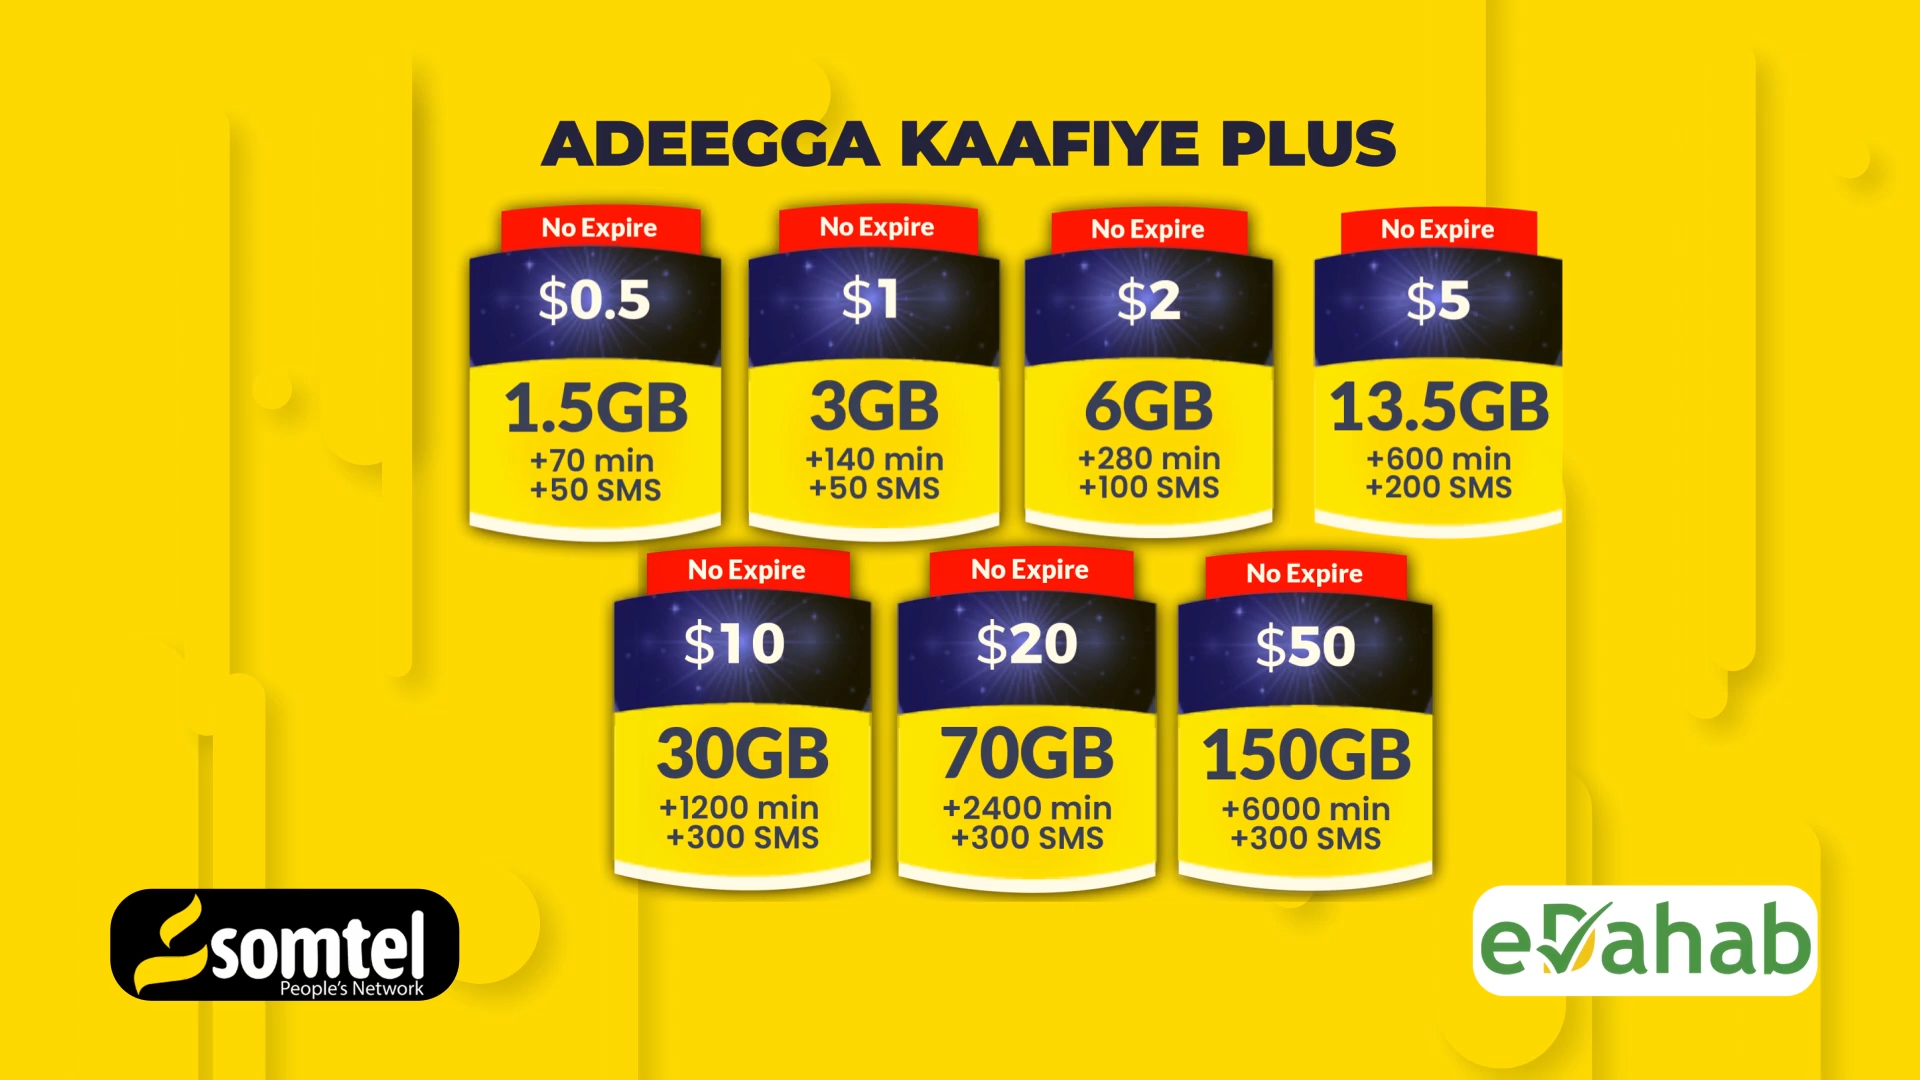 ADEEGGA KAAFIYE PLUS
No Expire
$0.5
1.5GB
+70 min
+50 SMS
No Expire
$1
3GB
+140 min
+50 SMS
No Expire
$2
6GB
+280 min
+100 SMS
No Expire
$5
13.5GB
+600 min
+200 SMS
No Expire
$10
30GB
+1200 min
+300 SMS
No Expire
$20
70GB
+2400 min
+300 SMS
No Expire
$50
150GB
+6000 min
+300 SMS
somtel
People's Network
eDahab